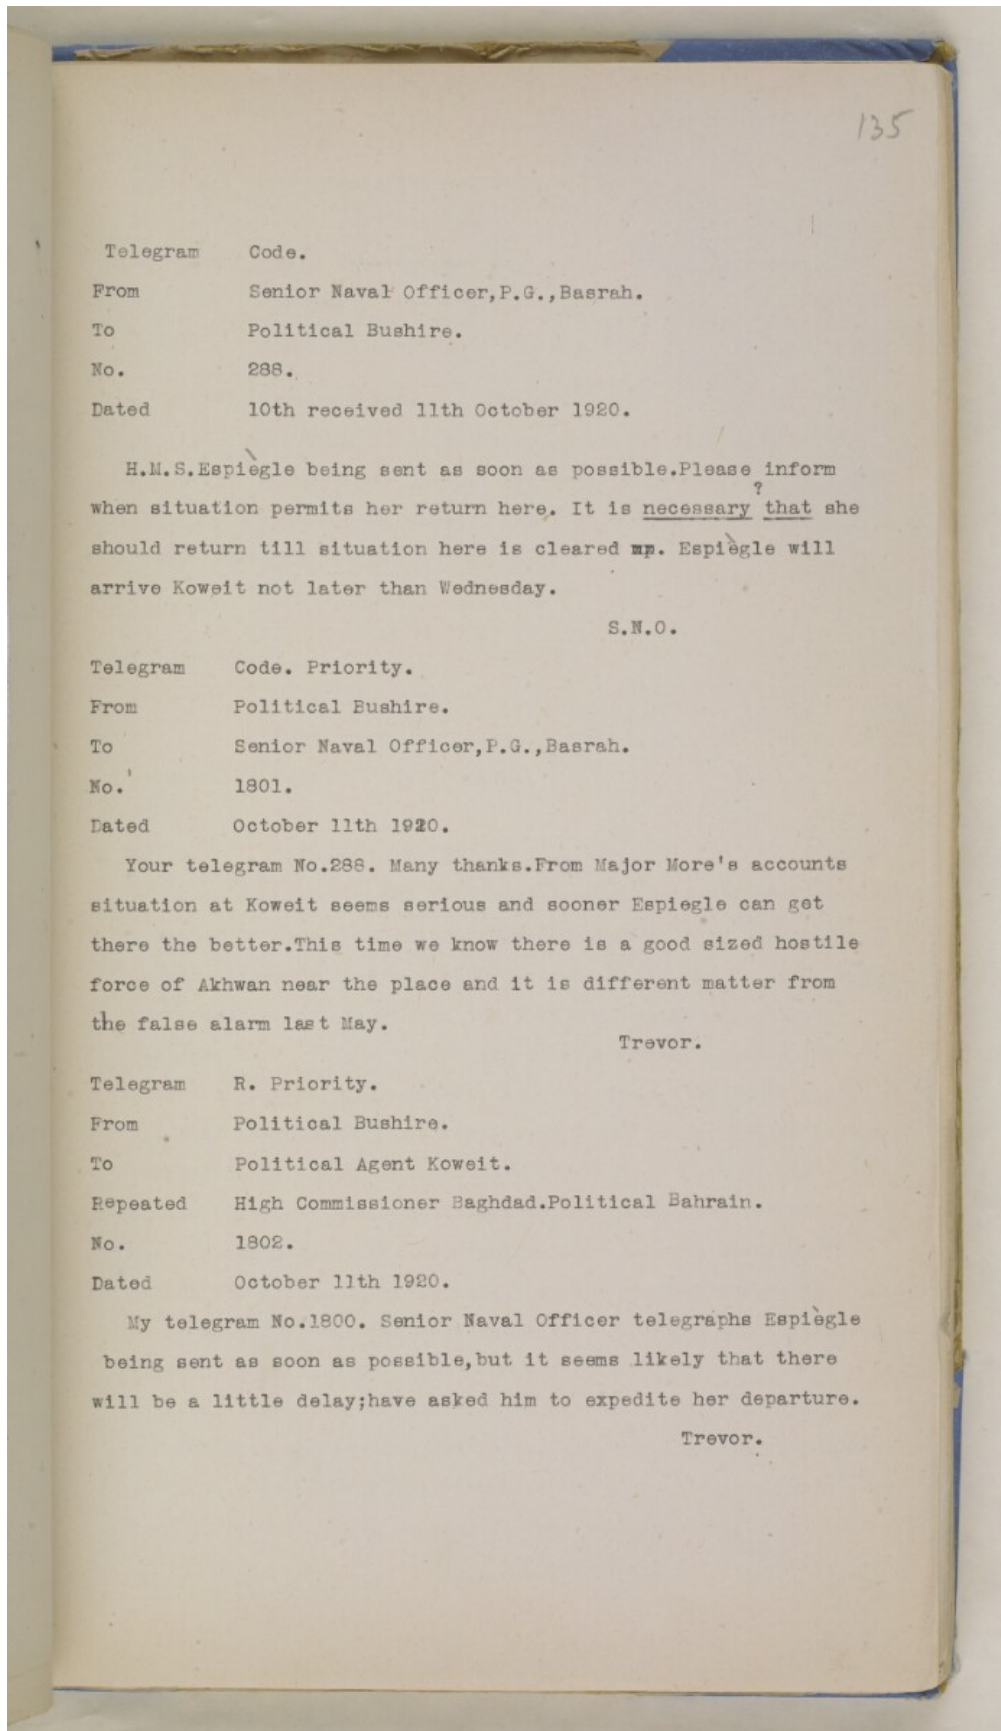 135
Telegram Code.
From Senior Naval Officer,P.G.,Basrah.
To Political Bushire.
No. 288.
Dated 10th received 11th October 1920.
H.M.S.Espiègle being sent as soon as possible.Please inform
?
when situation permits her return here. It is necessary that she
should return till situation here is cleared up. Espiègle will
arrive Koweit not later than Wednesday.
S.N.O.
Telegram Code. Priority.
From Political Bushire.
To Senior Naval Officer,P.G.,Basrah.
No. 1801.
Dated October 11th 1920.
Your telegram No.288. Many thanks.From Major More's accounts
situation at Koweit seems serious and sooner Espiegle can get
there the better.This time we know there is a good sized hostile
force of Akhwan near the place and it is different matter from
the false alarm last May.
Trevor.
Telegram R. Priority.
From Political Bushire.
To Political Agent Koweit.
Repeated High Commissioner Baghdad.Political Bahrain.
No. 1802.
Dated October 11th 1920.
My telegram No.1800. Senior Naval Officer telegraphs Espiègle
being sent as soon as possible,but it seems likely that there
will be a little delay;have asked him to expedite her departure.
Trevor.